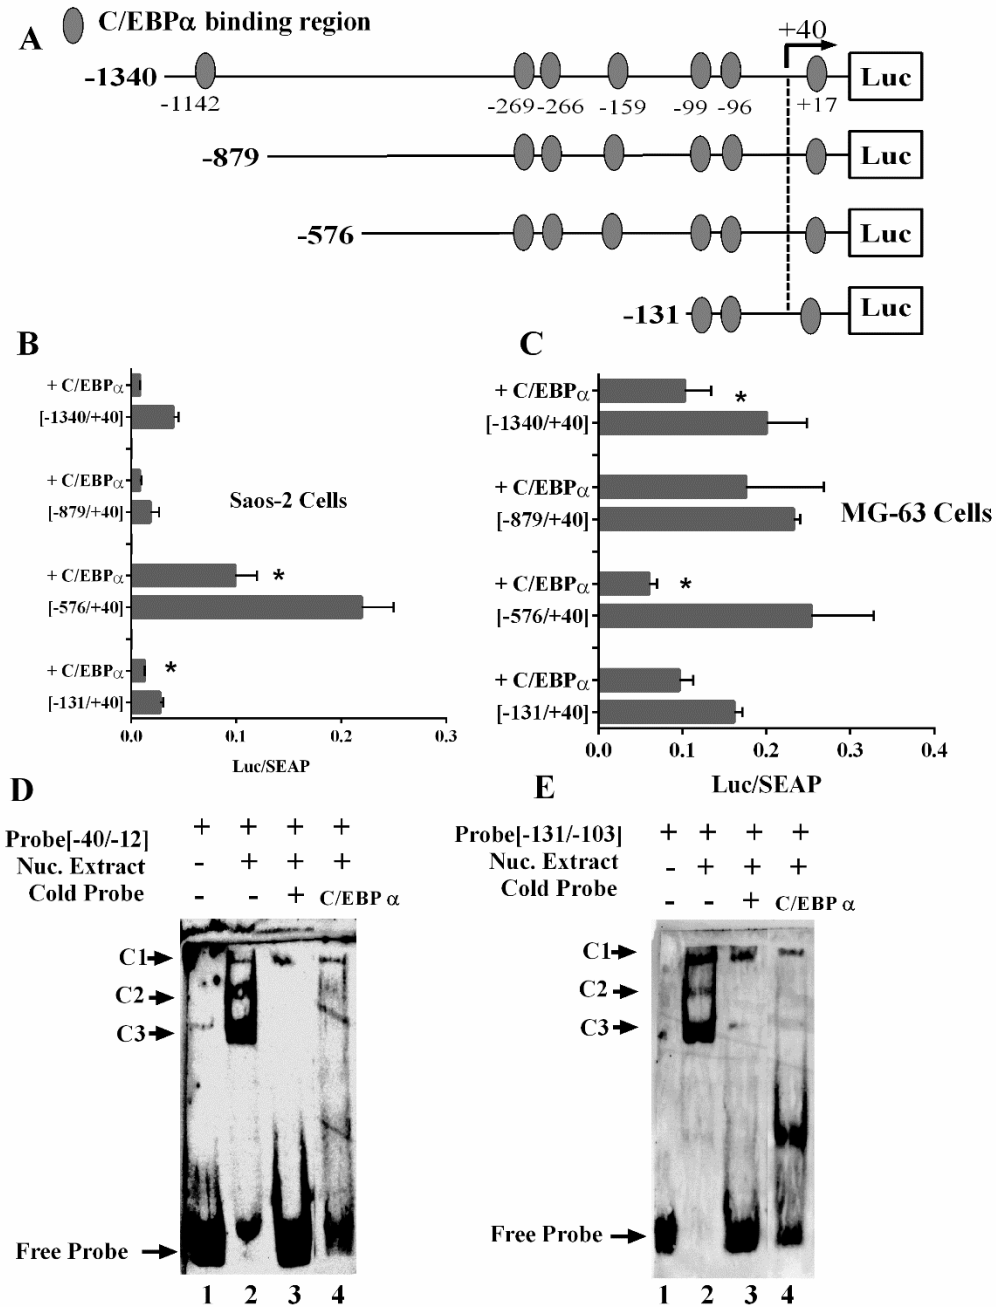 A
C/EBPα binding region
+40
-1340
Luc
-1142
-269
-266
-159
-99
-96
+17
-879
Luc
-576
Luc
-131
Luc
B
+ C/EBPα
[-1340/+40]
+ C/EBPα
[-879/+40]
Saos-2 Cells
+ C/EBPα
*
[-576/+40]
+ C/EBPα
*
[-131/+40]
0.0 0.1 0.2 0.3
Luc/SEAP
C
+ C/EBPα
*
[-1340/+40]
+ C/EBPα
[-879/+40]
MG-63 Cells
+ C/EBPα
*
[-576/+40]
+ C/EBPα
[-131/+40]
0.0 0.1 0.2 0.3 0.4
Luc/SEAP
D
Probe[-40/-12] + + + +
Nuc. Extract - + + +
Cold Probe - - + C/EBP α
C1
C2
C3
Free Probe
1 2 3 4
E
Probe[-131/-103] + + + +
Nuc. Extract - + + +
Cold Probe - - + C/EBP α
C1
C2
C3
Free Probe
1 2 3 4